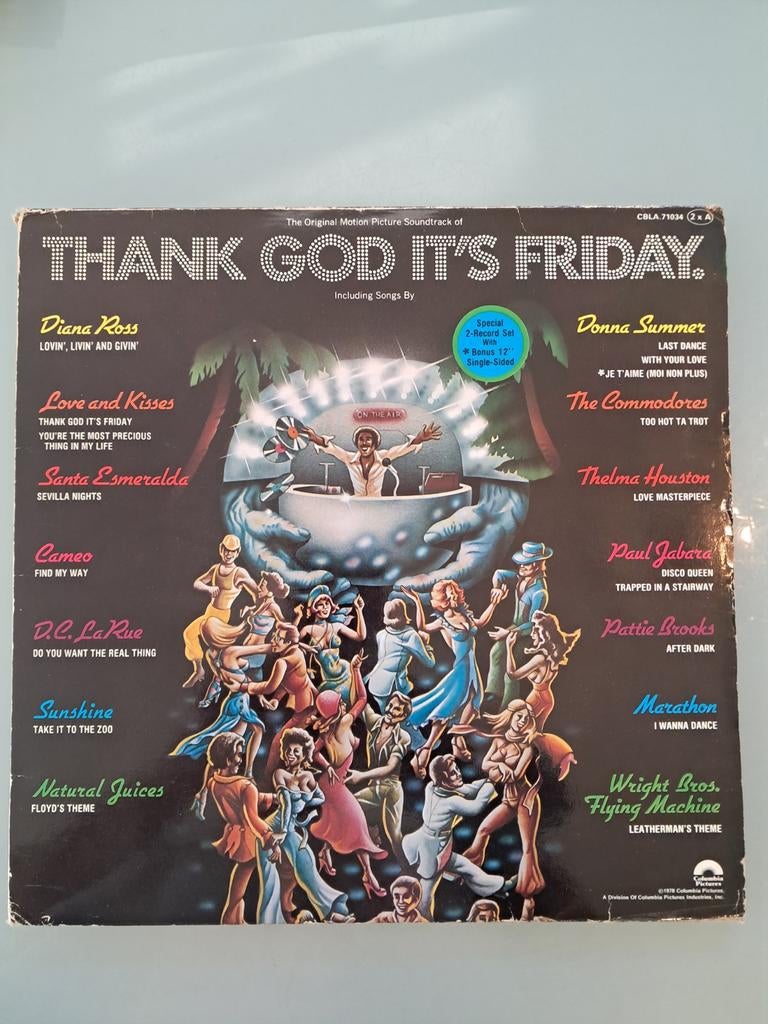 The Original Motion Picture Soundtrack of
CBLA.71034 2 x A
THANK GOD IT'S FRIDAY.
Including Songs By
Diana Ross
LOVIN', LIVIN' AND GIVIN'
Love and Kisses
THANK GOD IT'S FRIDAY
YOU'RE THE MOST PRECIOUS
THING IN MY LIFE
Santa Esmeralda
SEVILLA NIGHTS
Cameo
FIND MY WAY
D.C. LaRue
DO YOU WANT THE REAL THING
Sunshine
TAKE IT TO THE ZOO
Natural Juices
FLOYD'S THEME
Special
2-Record Set
With
* Bonus 12''
Single-Sided
ON THE AIR
Donna Summer
LAST DANCE
WITH YOUR LOVE
*JE T'AIME (MOI NON PLUS)
The Commodores
TOO HOT TA TROT
Thelma Houston
LOVE MASTERPIECE
Paul Jabara
DISCO QUEEN
TRAPPED IN A STAIRWAY
Pattie Brooks
AFTER DARK
Marathon
I WANNA DANCE
Wright Bros.
Flying Machine
LEATHERMAN'S THEME
Columbia
Pictures
©1978 Columbia Pictures,
A Division Of Columbia Pictures Industries, Inc.